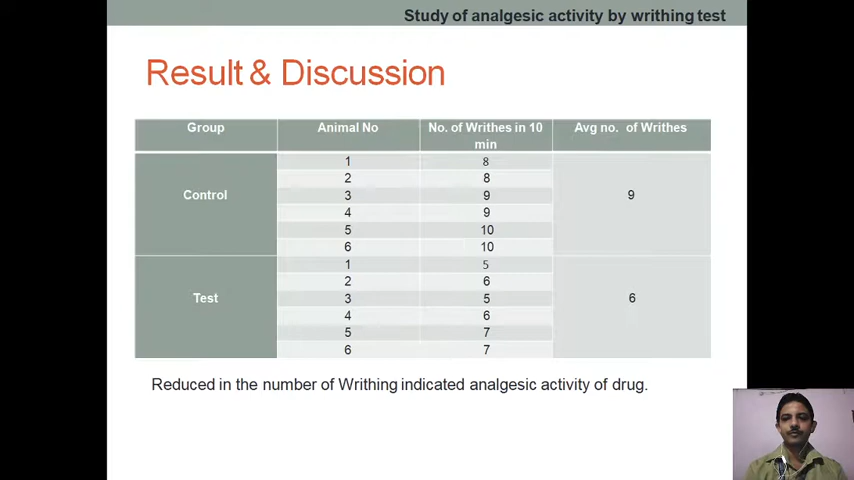 Study of analgesic activity by writhing test
Result & Discussion
Group Animal No No. of Writhes in 10 min Avg no. of Writhes
Control 1 8 9
2 8
3 9
4 9
5 10
6 10
Test 1 5 6
2 6
3 5
4 6
5 7
6 7
Reduced in the number of Writhing indicated analgesic activity of drug.